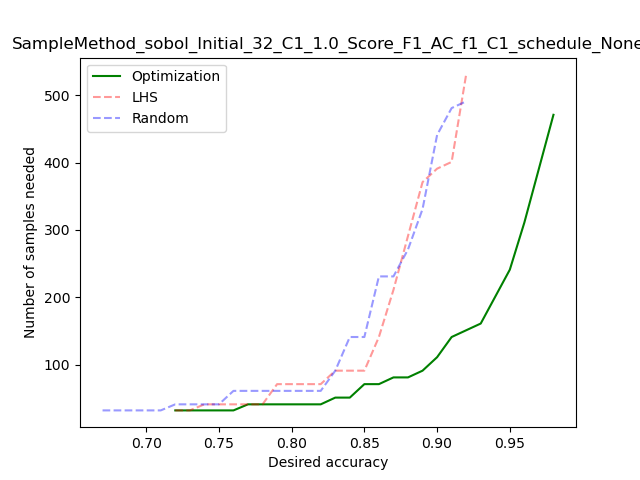 SampleMethod_sobol_Initial_32_C1_1.0_Score_F1_AC_f1_C1_schedule_None
Optimization
LHS
Random
500
400
300
200
100
Number of samples needed
0.70 0.75 0.80 0.85 0.90 0.95
Desired accuracy